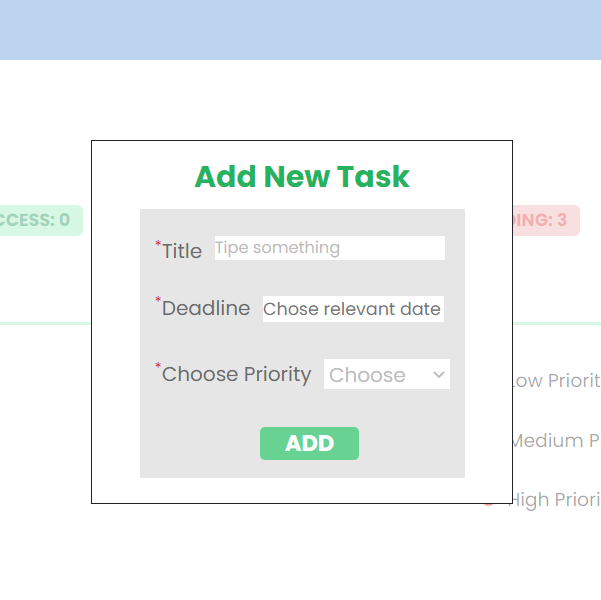 Add New Task
CCESS: 0
DING: 3
*Title Tipe something
*Deadline Chose relevant date
*Choose Priority Choose
Low Priorit
Medium P
High Priori
ADD